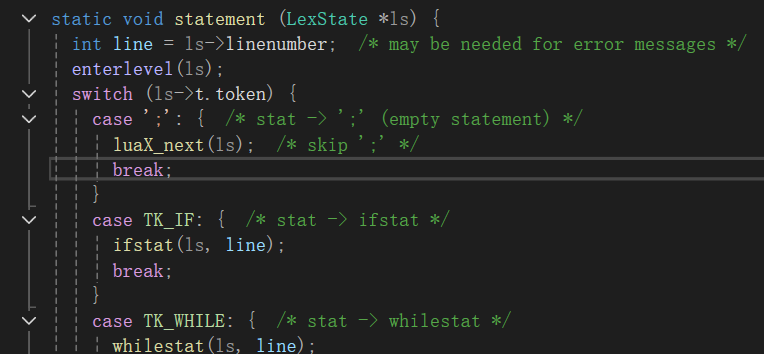 static void statement (LexState *ls) {
int line = ls->linenumber;  /* may be needed for error messages */
enterlevel(ls);
switch (ls->t.token) {
case ';': {  /* stat -> ';' (empty statement) */
luaX_next(ls);  /* skip ';' */
break;
}
case TK_IF: {  /* stat -> ifstat */
ifstat(ls, line);
break;
}
case TK_WHILE: {  /* stat -> whilestat */
whilestat(ls, line);